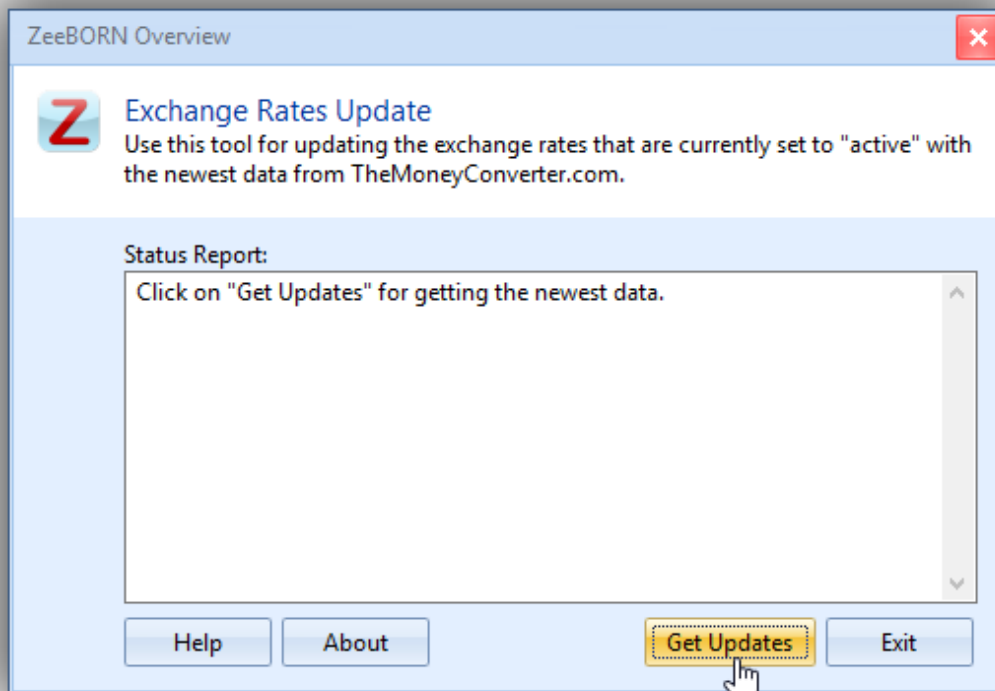 ZeeBORN Overview
Z
Exchange Rates Update
Use this tool for updating the exchange rates that are currently set to "active" with
the newest data from TheMoneyConverter.com.
Status Report:
Click on "Get Updates" for getting the newest data.
Help
About
Get Updates
Exit